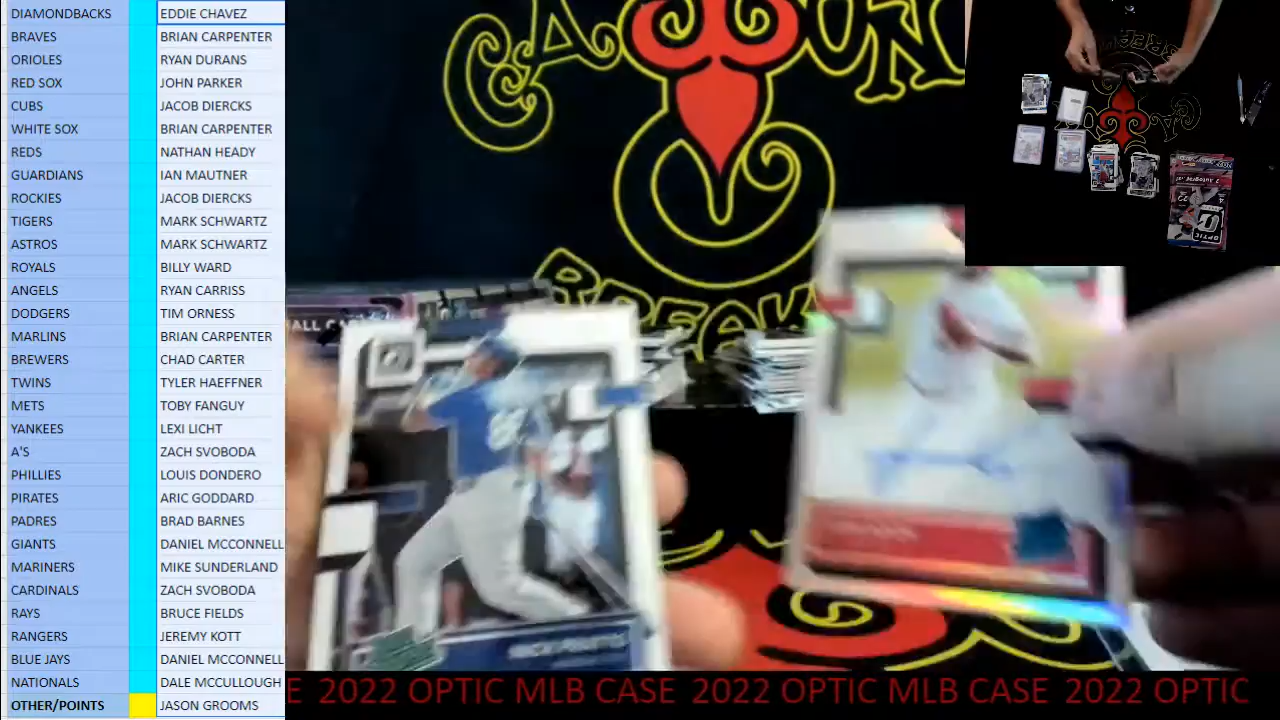 DIAMONDBACKS EDDIE CHAVEZ
BRAVES BRIAN CARPENTER
ORIOLES RYAN DURANS
RED SOX JOHN PARKER
CUBS JACOB DIERCKS
WHITE SOX BRIAN CARPENTER
REDS NATHAN HEADY
GUARDIANS IAN MAUTNER
ROCKIES JACOB DIERCKS
TIGERS MARK SCHWARTZ
ASTROS MARK SCHWARTZ
ROYALS BILLY WARD
ANGELS RYAN CARRISS
DODGERS TIM ORNESS
MARLINS BRIAN CARPENTER
BREWERS CHAD CARTER
TWINS TYLER HAEFFNER
METS TOBY FANGUY
YANKEES LEXI LICHT
A'S ZACH SVOBODA
PHILLIES LOUIS DONDERO
PIRATES ARIC GODDARD
PADRES BRAD BARNES
GIANTS DANIEL MCCONNELL
MARINERS MIKE SUNDERLAND
CARDINALS ZACH SVOBODA
RAYS BRUCE FIELDS
RANGERS JEREMY KOTT
BLUE JAYS DANIEL MCCONNELL
NATIONALS DALE MCCULLOUGH
OTHER/POINTS JASON GROOMS
BREAK
E 2022 OPTIC MLB CASE 2022 OPTIC MLB CASE 2022 OPTIC